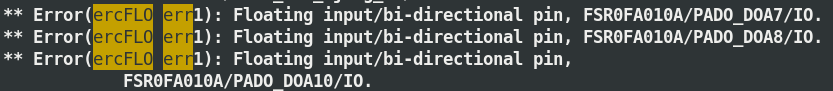 ** Error(ercFLO err1): Floating input/bi-directional pin, FSR0FA010A/PADO_DOA7/IO.
** Error(ercFLO err1): Floating input/bi-directional pin, FSR0FA010A/PADO_DOA8/IO.
** Error(ercFLO err1): Floating input/bi-directional pin,
FSR0FA010A/PADO_DOA10/IO.